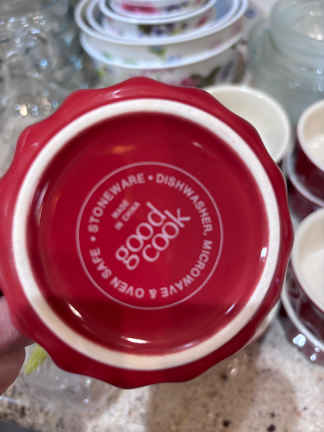 • STONEWARE • DISHWASHER, MICROWAVE & OVEN SAFE
MADE
IN CHINA
good
cook